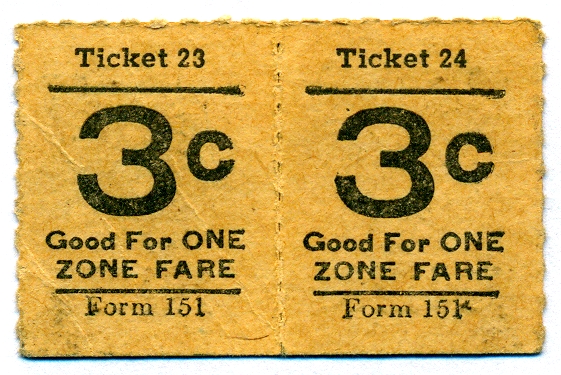 Ticket 23
3c
Good For ONE
ZONE FARE
Form 151
Ticket 24
3c
Good For ONE
ZONE FARE
Form 151